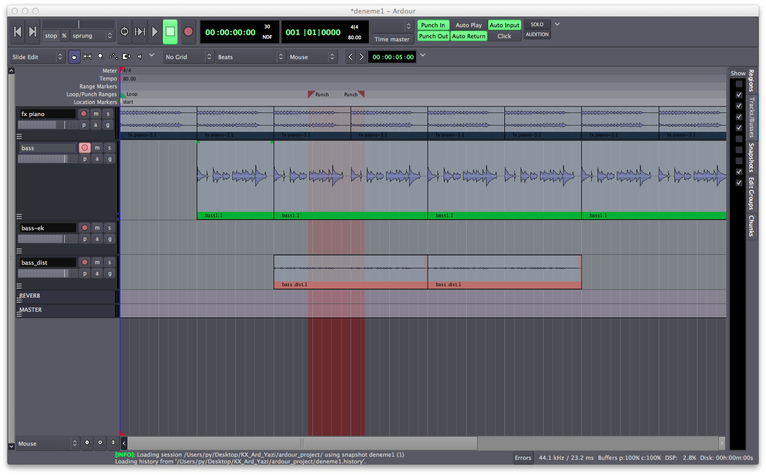 *deneme1 - Ardour
stop % sprung
00:00:00:00 30 NDF
001|01|0000 4/4 80.00
Time master
Punch In Auto Play Auto Input
Punch Out Auto Return Click
SOLO
AUDITION
Slide Edit No Grid Beats Mouse 00:00:05:00
Meter 4/4
Tempo 80.00
Range Markers
Loop/Punch Ranges Loop Punch Punch
Location Markers start
fx piano m s
p a g
bass m s
p a g
bass1.1 bass1.1 bass1.1 bass1.1
bass-ek m s
p a g
bass_dist m s
p a g
bass dist.1 bass dist.1
REVERB
MASTER
Show
Regions
Tracks/Busses
Snapshots
Edit Groups
Chunks
Mouse
[INFO]: Loading session /Users/py/Desktop/KX_Ard_Yazi/ardour_project/ using snapshot deneme1 (1)
Loading history from '/Users/py/Desktop/KX_Ard_Yazi/ardour_project/deneme1.history'.
Errors 44.1 kHz / 23.2 ms Buffers p:100% c:100% DSP: 2.8% Disk: 00h:00m:00s